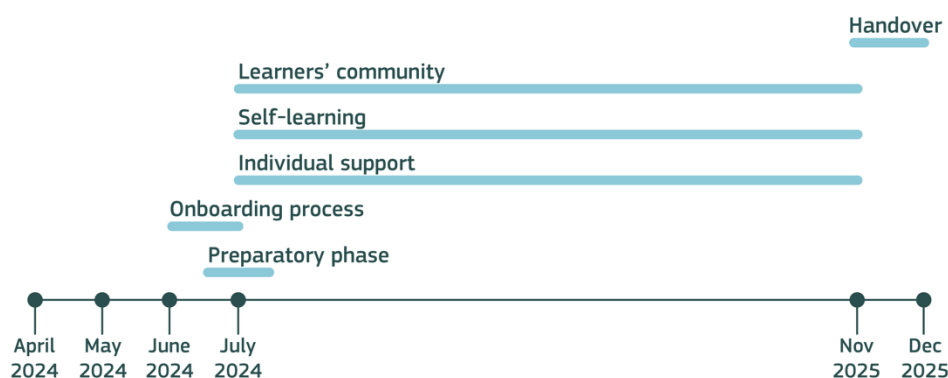 Handover
Learners’ community
Self-learning
Individual support
Onboarding process
Preparatory phase
April 2024
May 2024
June 2024
July 2024
Nov 2025
Dec 2025